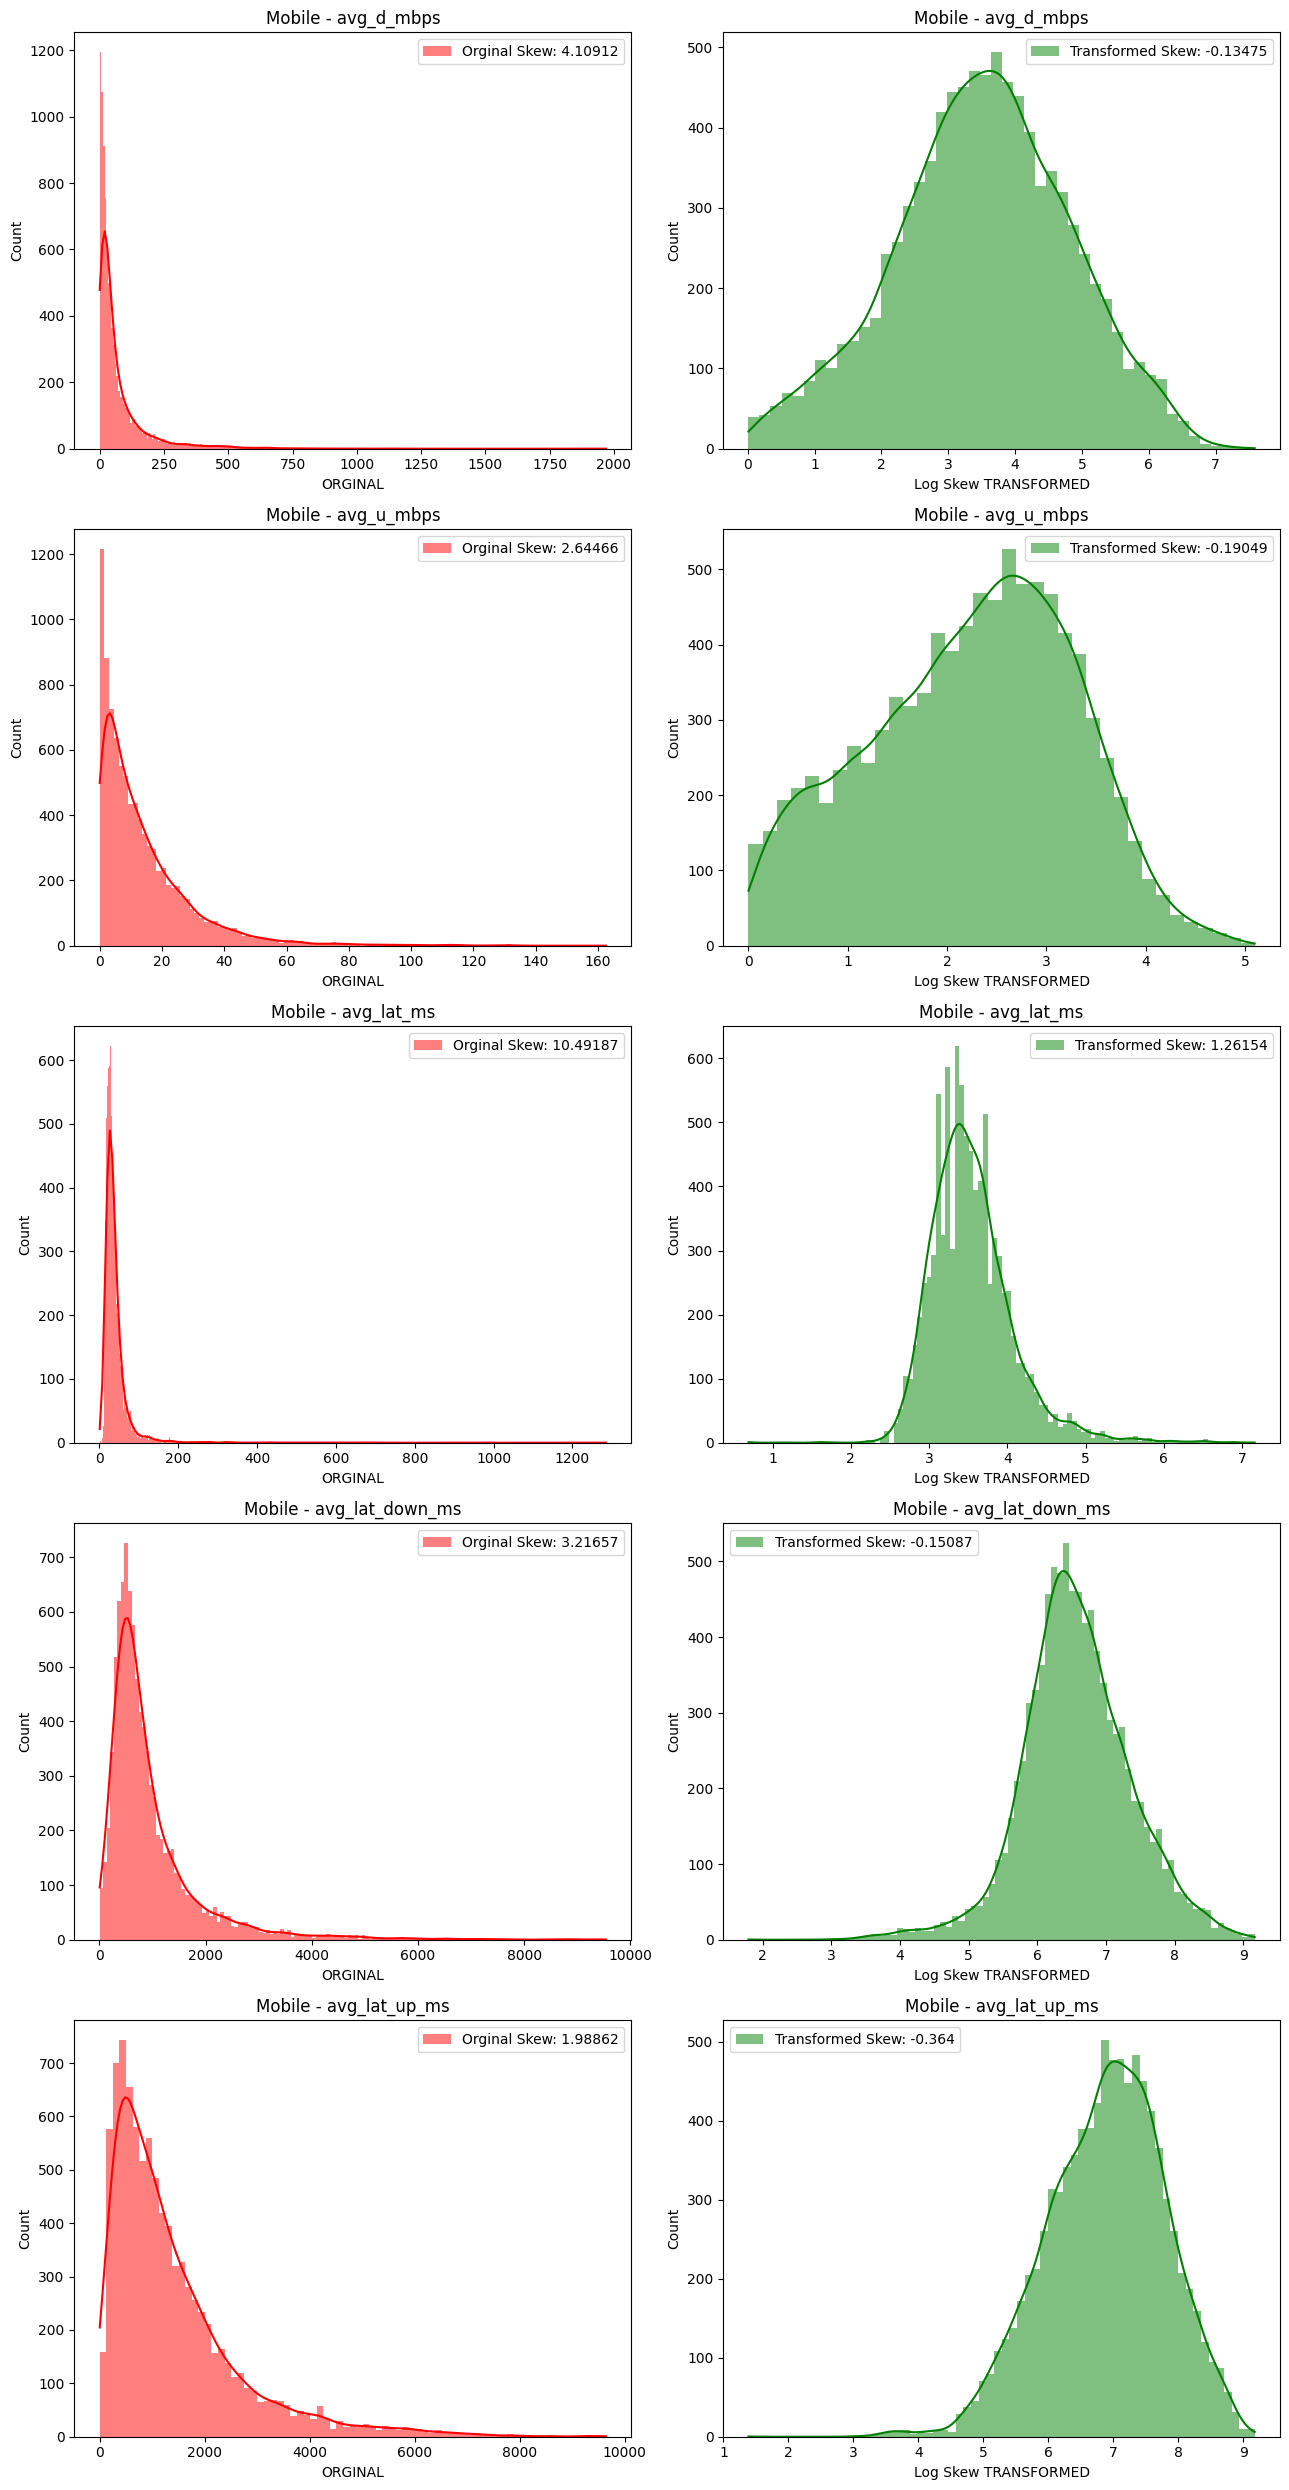 Mobile - avg_d_mbps
Orginal Skew: 4.10912
Count
1200
1000
800
600
400
200
0
0 250 500 750 1000 1250 1500 1750 2000
ORGINAL
Mobile - avg_d_mbps
Transformed Skew: -0.13475
Count
500
400
300
200
100
0
0 1 2 3 4 5 6 7
Log Skew TRANSFORMED
Mobile - avg_u_mbps
Orginal Skew: 2.64466
Count
1200
1000
800
600
400
200
0
0 20 40 60 80 100 120 140 160
ORGINAL
Mobile - avg_u_mbps
Transformed Skew: -0.19049
Count
500
400
300
200
100
0
0 1 2 3 4 5
Log Skew TRANSFORMED
Mobile - avg_lat_ms
Orginal Skew: 10.49187
Count
600
500
400
300
200
100
0
0 200 400 600 800 1000 1200
ORGINAL
Mobile - avg_lat_ms
Transformed Skew: 1.26154
Count
600
500
400
300
200
100
0
1 2 3 4 5 6 7
Log Skew TRANSFORMED
Mobile - avg_lat_down_ms
Orginal Skew: 3.21657
Count
700
600
500
400
300
200
100
0
0 2000 4000 6000 8000 10000
ORGINAL
Mobile - avg_lat_down_ms
Transformed Skew: -0.15087
Count
500
400
300
200
100
0
2 3 4 5 6 7 8 9
Log Skew TRANSFORMED
Mobile - avg_lat_up_ms
Orginal Skew: 1.98862
Count
700
600
500
400
300
200
100
0
0 2000 4000 6000 8000 10000
ORGINAL
Mobile - avg_lat_up_ms
Transformed Skew: -0.364
Count
500
400
300
200
100
0
1 2 3 4 5 6 7 8 9
Log Skew TRANSFORMED